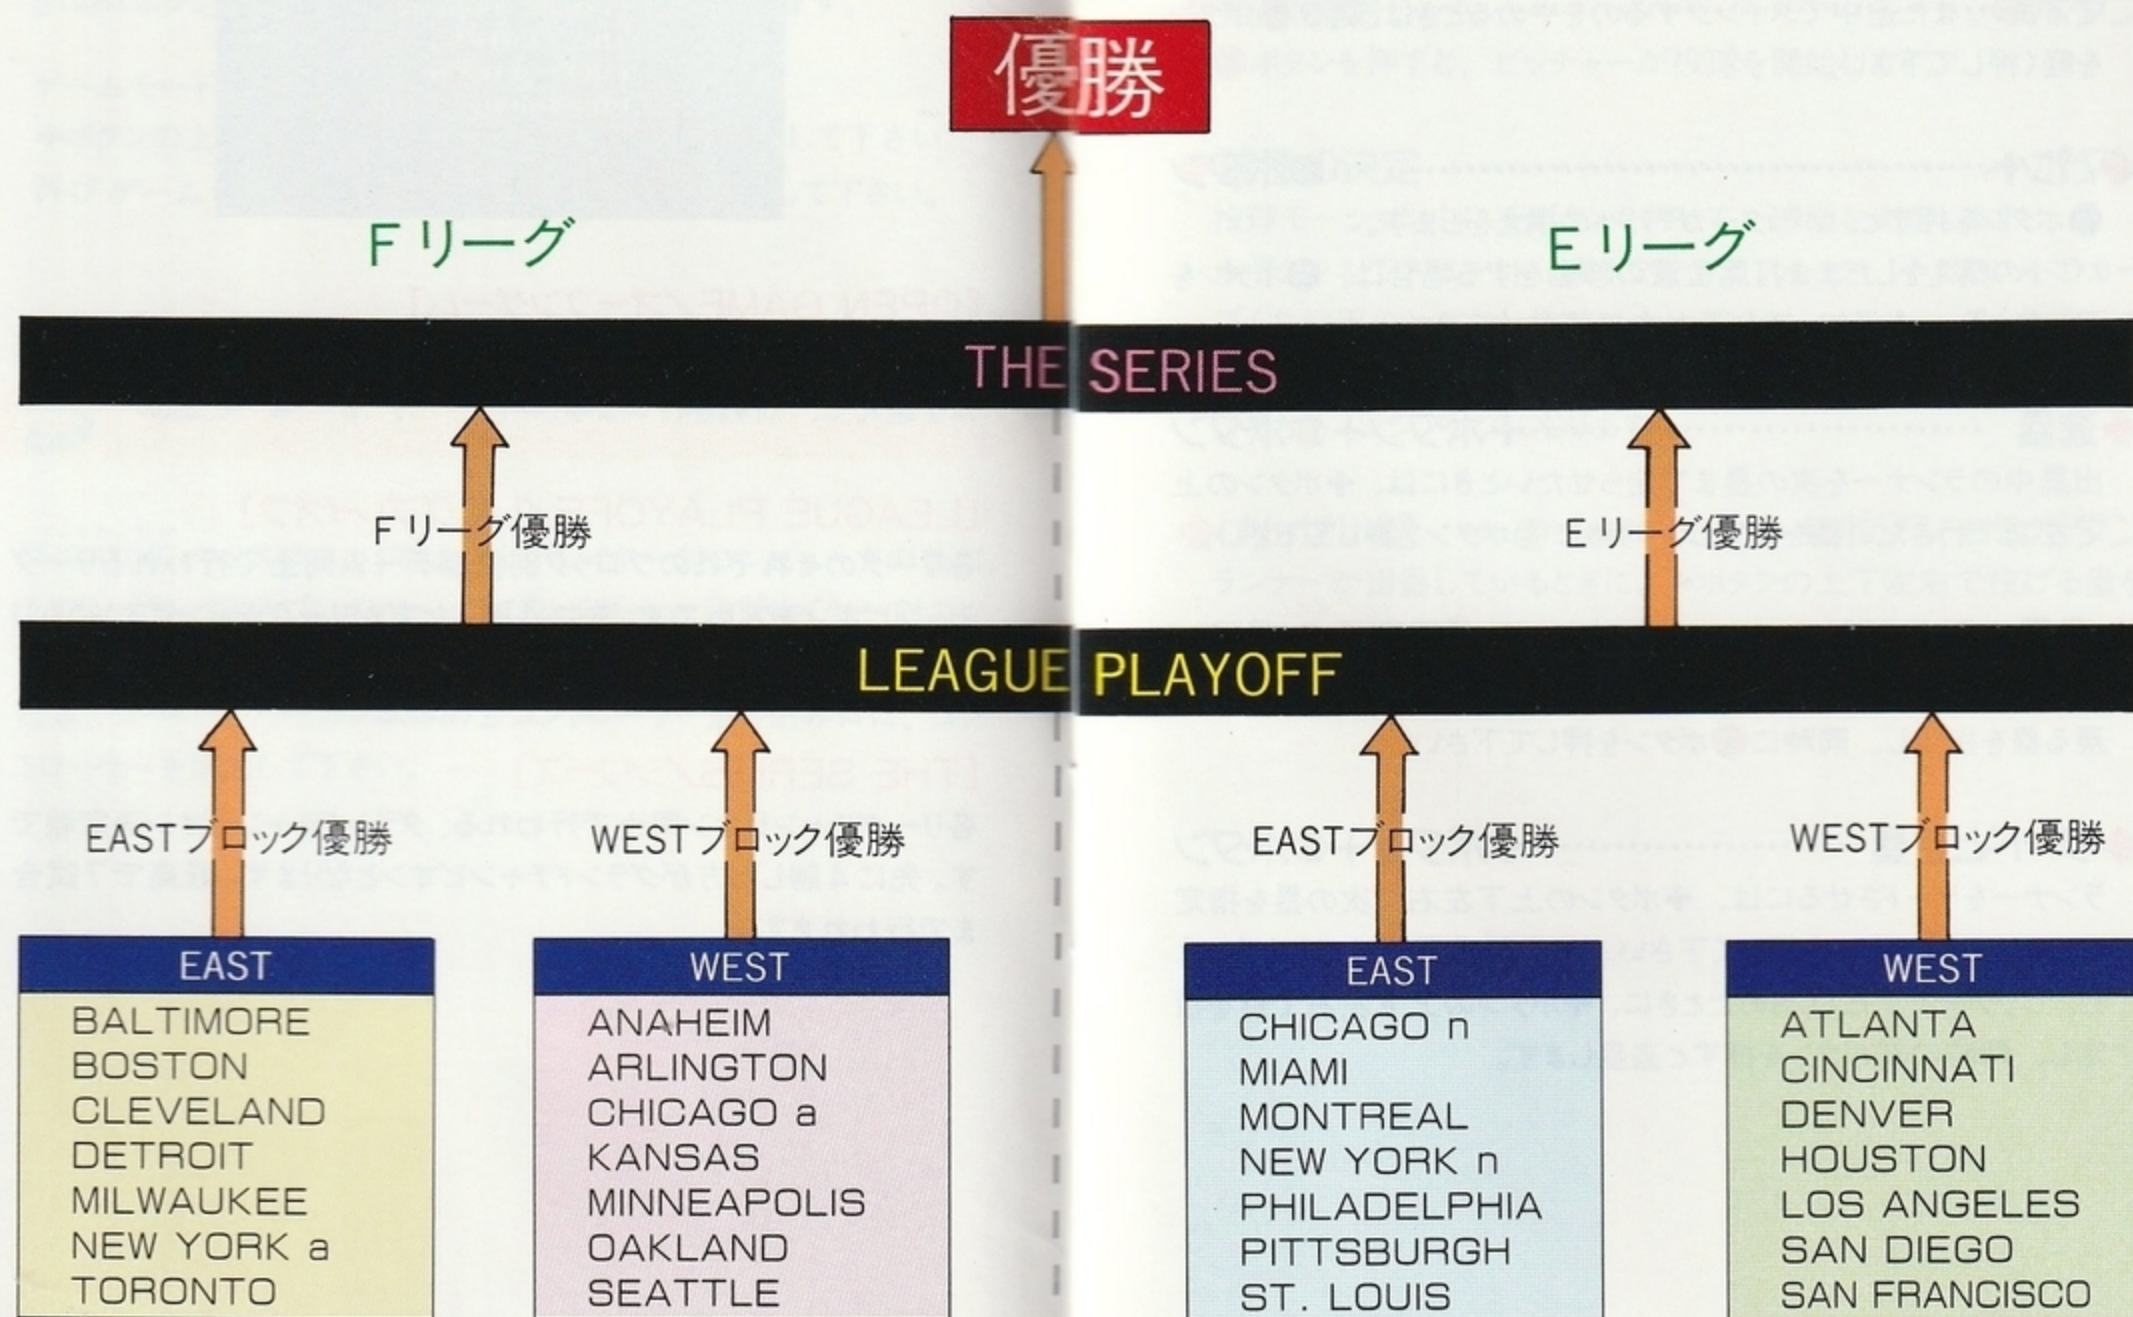 優勝
Fリーグ
Eリーグ
THE SERIES
Fリーグ優勝
Eリーグ優勝
LEAGUE PLAYOFF
EASTブロック優勝
WESTブロック優勝
EASTブロック優勝
WESTブロック優勝
EAST
BALTIMORE
BOSTON
CLEVELAND
DETROIT
MILWAUKEE
NEW YORK a
TORONTO
WEST
ANAHEIM
ARLINGTON
CHICAGO a
KANSAS
MINNEAPOLIS
OAKLAND
SEATTLE
EAST
CHICAGO n
MIAMI
MONTREAL
NEW YORK n
PHILADELPHIA
PITTSBURGH
ST. LOUIS
WEST
ATLANTA
CINCINNATI
DENVER
HOUSTON
LOS ANGELES
SAN DIEGO
SAN FRANCISCO